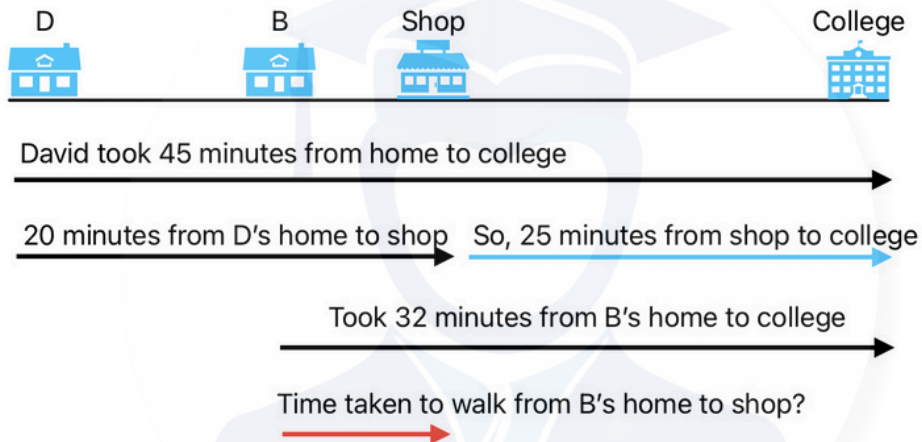 D B Shop College
David took 45 minutes from home to college
20 minutes from D's home to shop So, 25 minutes from shop to college
Took 32 minutes from B's home to college
Time taken to walk from B's home to shop?